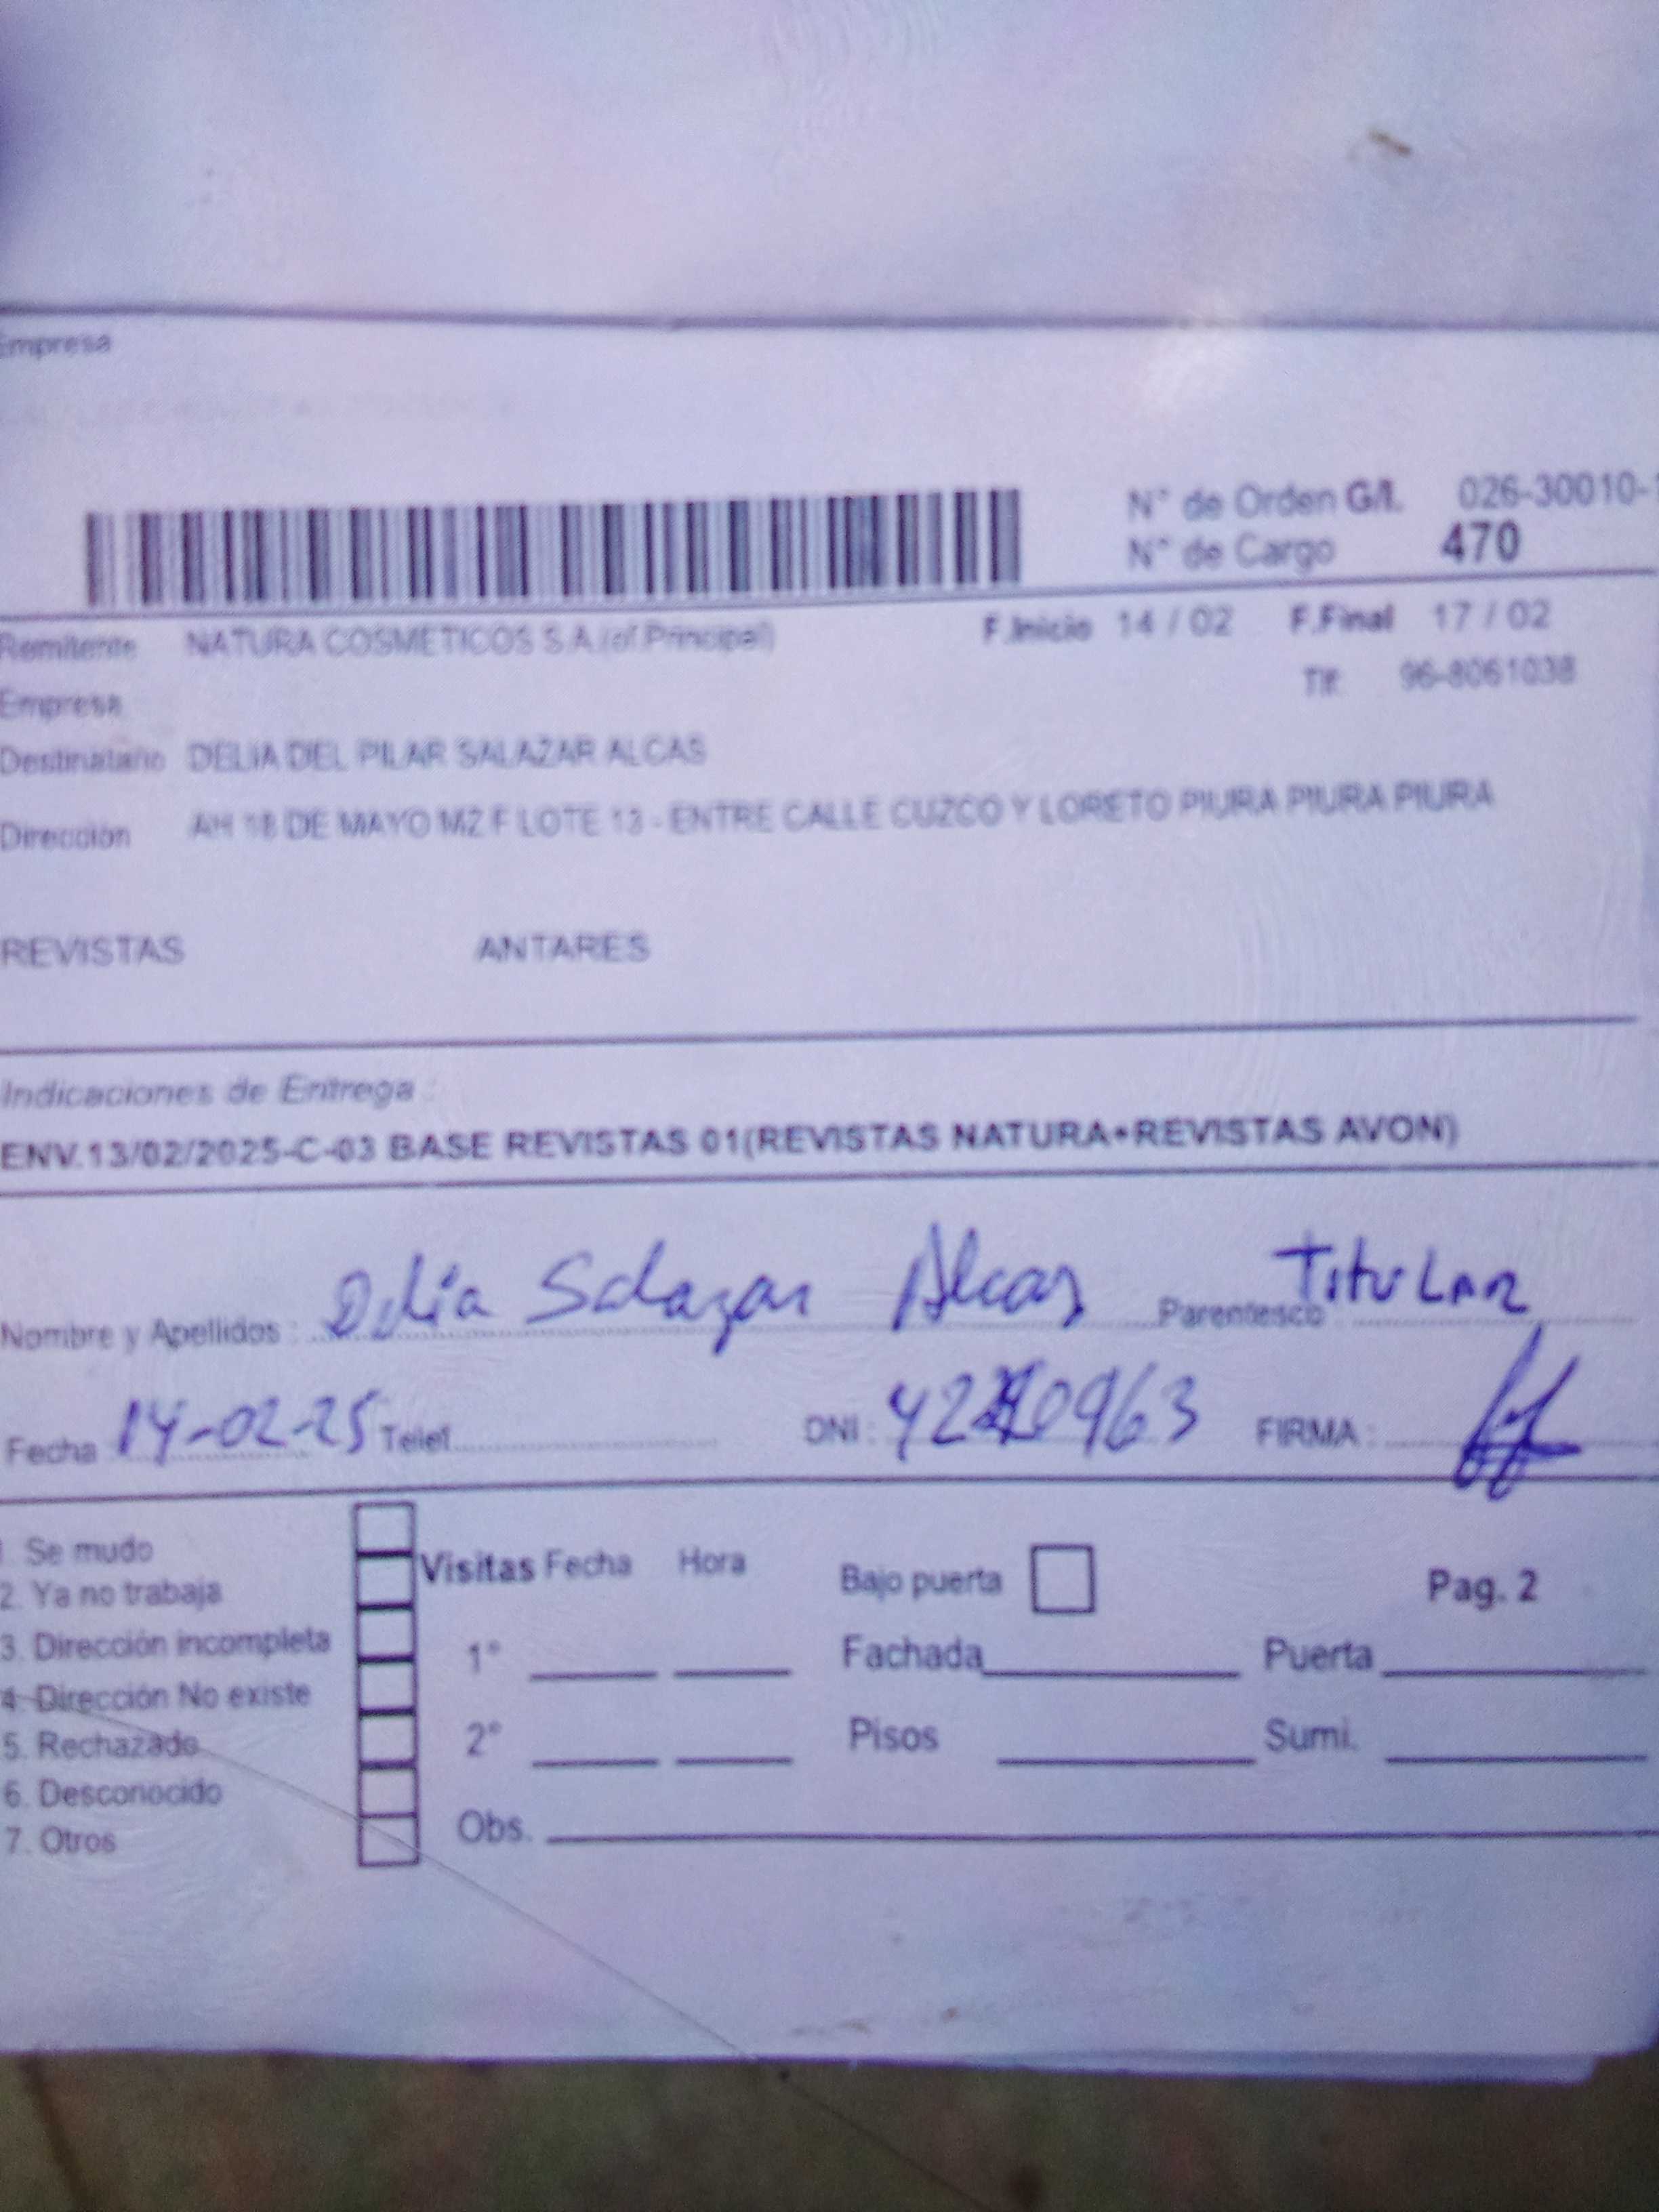 Empresa
N° de Orden G/I. 026-30010-
N° de Cargo 470
Remitente NATURA COSMETICOS S.A.(of.Principal) F.Inicio 14 / 02 F.Final 17 / 02
Empresa Tlf. 96-8061038
Destinatario DELIA DEL PILAR SALAZAR ALCAS
Dirección AH 18 DE MAYO MZ F LOTE 13 - ENTRE CALLE CUZCO Y LORETO PIURA PIURA PIURA
REVISTAS ANTARES
Indicaciones de Entrega :
ENV.13/02/2025-C-03 BASE REVISTAS 01(REVISTAS NATURA+REVISTAS AVON)
Nombre y Apellidos : Delia Salazar Alcas Parentesco Titular
Fecha 14-02-25 Telef. DNI : FIRMA :
1. Se mudo
2. Ya no trabaja
3. Dirección incompleta
4. Dirección No existe
5. Rechazado
6. Desconocido
7. Otros
Visitas Fecha Hora
1°
2°
Obs.
Bajo puerta Pag. 2
Fachada Puerta
Pisos Sumi.